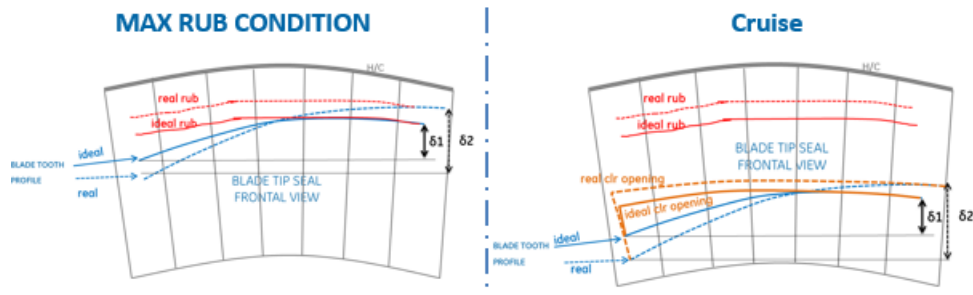 MAX RUB CONDITION
H/C
real rub
ideal rub
δ1
δ2
ideal
BLADE TOOTH
PROFILE
real
BLADE TIP SEAL
FRONTAL VIEW
Cruise
H/C
real rub
ideal rub
BLADE TIP SEAL
FRONTAL VIEW
real clr opening
ideal clr opening
δ1
δ2
ideal
BLADE TOOTH
PROFILE
real